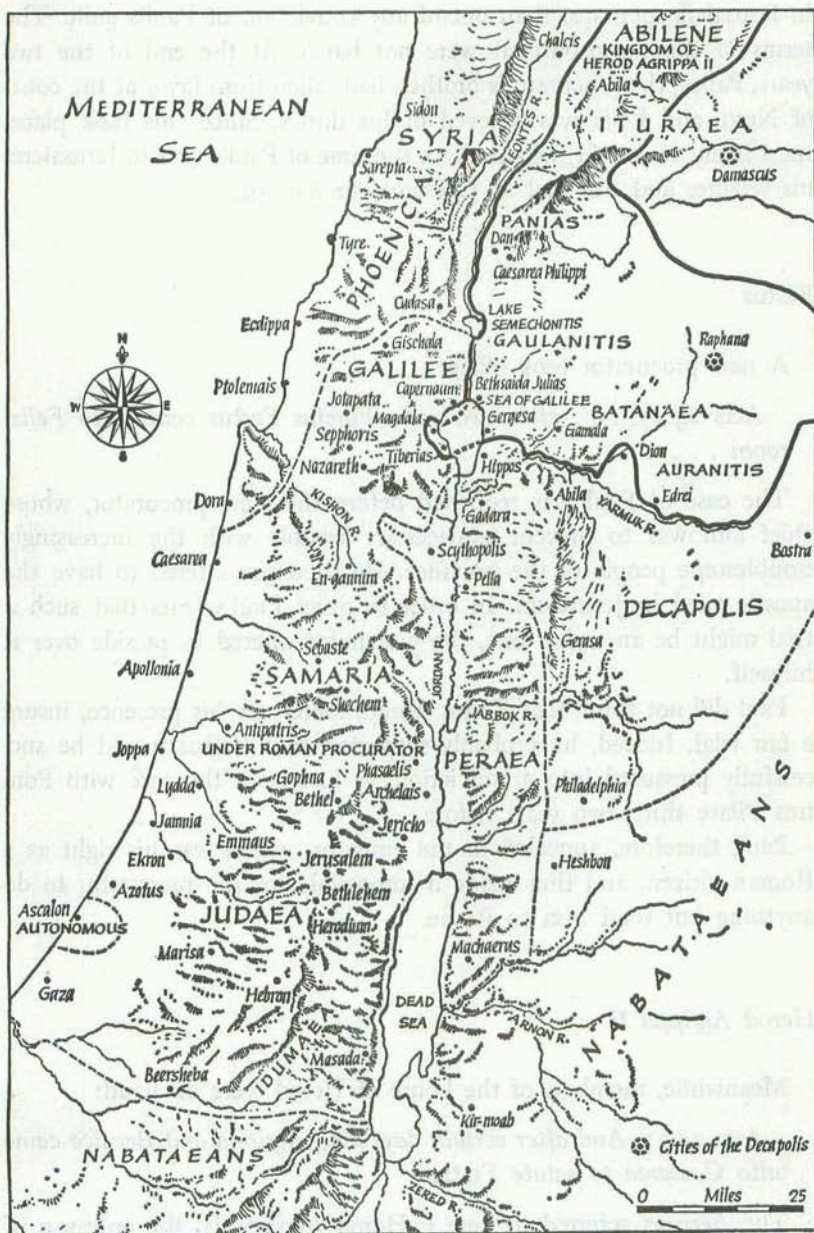 MEDITERRANEAN
SEA
Chalcis
ABILENE
KINGDOM OF
HEROD AGRIPPA II
Abila
Sidon
LEONTES R.
ITURAEA
Damascus
Sarepta
PHOENICIA
PANIAS
Dan
Caesarea Philippi
Tyre
Cadasa
Ecdippa
LAKE
SEMECHONITIS
GAULANITIS
Raphana
Gischala
GALILEE
Ptolemais
Capernaum
Bethsaida Julias
SEA OF GALILEE
BATANAEA
Jotapata
Magdala
Gergesa
Gamala
Sepphoris
Dion
Tiberias
Nazareth
Hippos
AURANITIS
Edrei
N
W
E
S
Dora
KISHON R.
Abila
YARMUK R.
Gadara
Bostra
Scythopolis
Caesarea
En-gannim
Pella
DECAPOLIS
Gerasa
Sebaste
JORDAN R.
Apollonia
SAMARIA
Shechem
JABBOK R.
Antipatris
Joppa
UNDER ROMAN PROCURATOR
PERAEA
Phasaelis
Lydda
Gophna
Archelais
Philadelphia
Bethel
Jamnia
Jericho
Emmaus
Ekron
Jerusalem
Heshbon
Azotus
Bethlehem
Ascalon
AUTONOMOUS
JUDAEA
Herodium
Marisa
Machaerus
NABATAEANS
Gaza
Hebron
DEAD
SEA
ARNON R.
IDUMAEA
Masada
Beersheba
Kir-moab
Cities of the Decapolis
NABATAEANS
ZERED R.
0 Miles 25